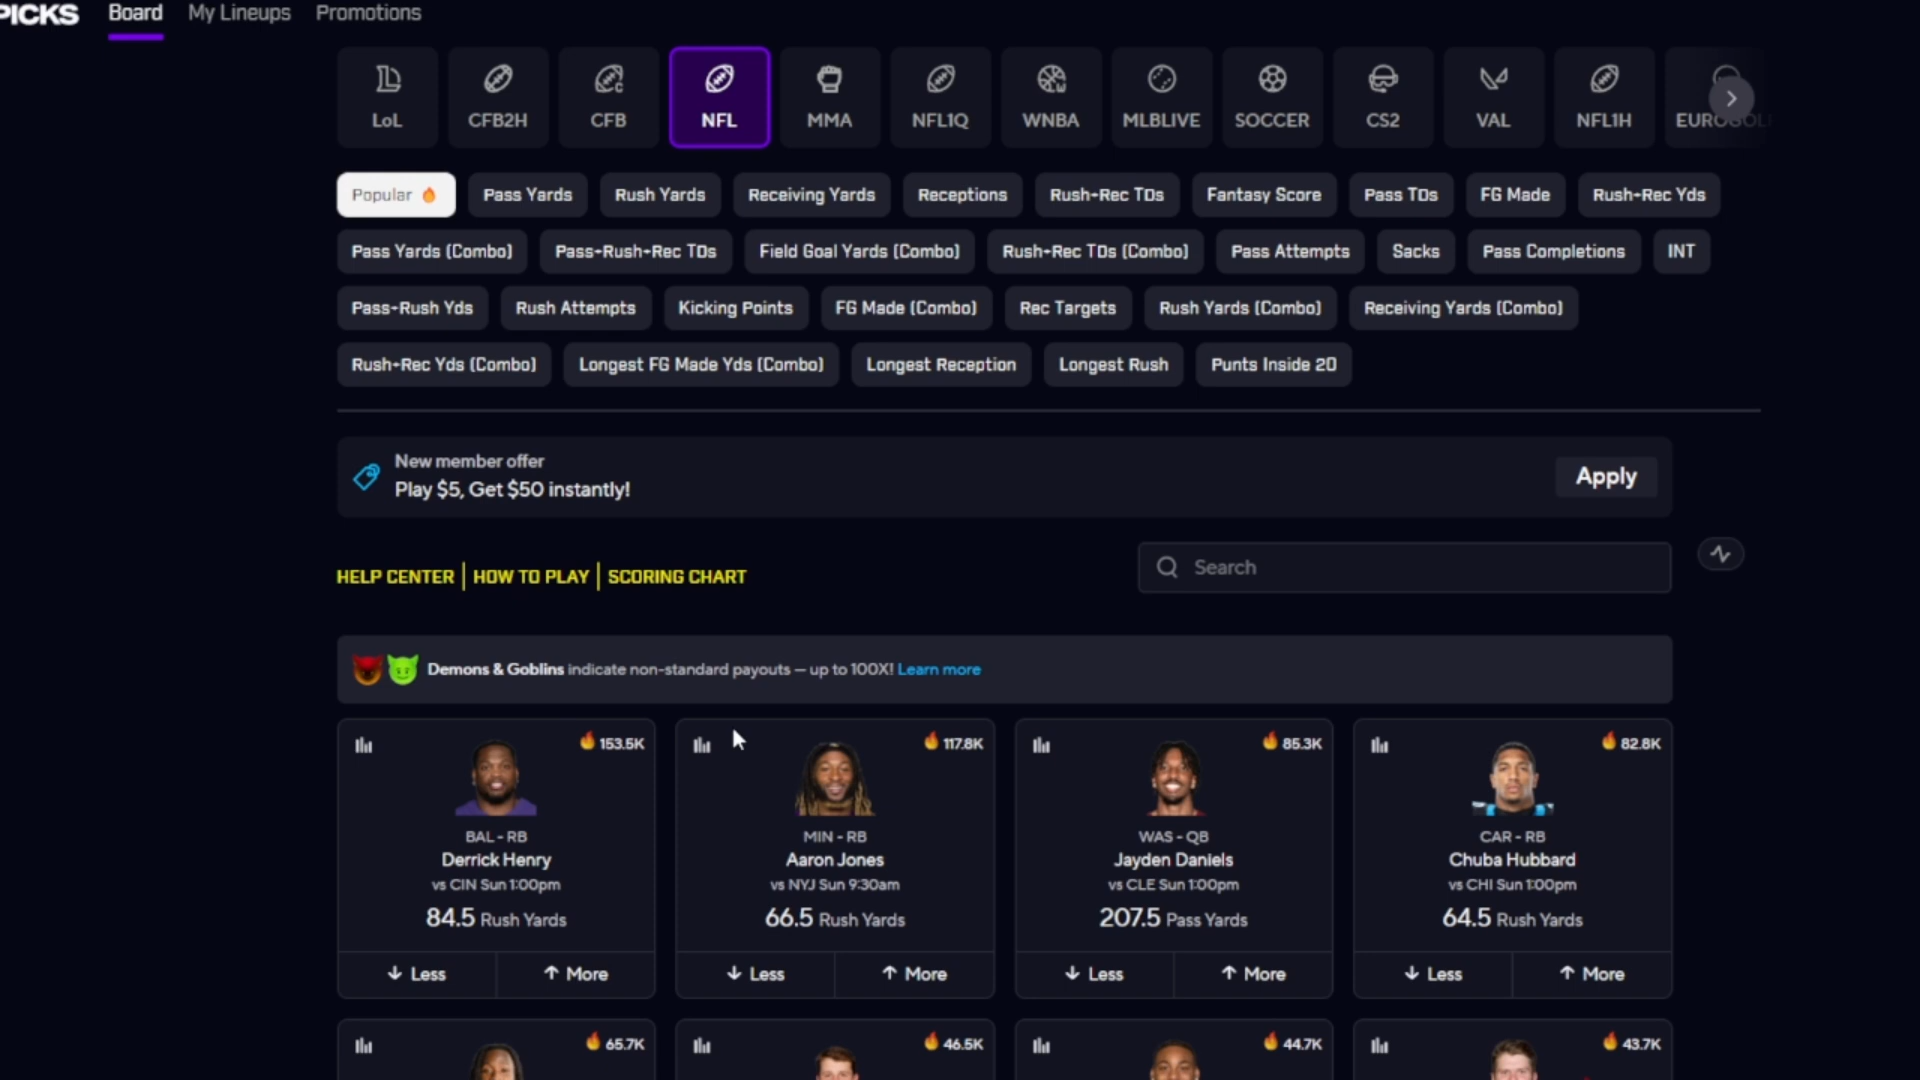 PICKS Board My Lineups Promotions
LoL CFB2H CFB NFL MMA NFL1Q WNBA MLBLIVE SOCCER CS2 VAL NFL1H
Popular Pass Yards Rush Yards Receiving Yards Receptions Rush+Rec TDs Fantasy Score Pass TDs FG Made Rush+Rec Yds
Pass Yards (Combo) Pass+Rush+Rec TDs Field Goal Yards (Combo) Rush+Rec TDs (Combo) Pass Attempts Sacks Pass Completions INT
Pass+Rush Yds Rush Attempts Kicking Points FG Made (Combo) Rec Targets Rush Yards (Combo) Receiving Yards (Combo)
Rush+Rec Yds (Combo) Longest FG Made Yds (Combo) Longest Reception Longest Rush Punts Inside 20
New member offer
Play $5, Get $50 instantly!
Apply
HELP CENTER HOW TO PLAY SCORING CHART
Search
Demons & Goblins indicate non-standard payouts – up to 100X! Learn more
153.5K
BAL - RB
Derrick Henry
vs CIN Sun 1:00pm
84.5 Rush Yards
Less More
117.8K
MIN - RB
Aaron Jones
vs NYJ Sun 9:30am
66.5 Rush Yards
Less More
85.3K
WAS - QB
Jayden Daniels
vs CLE Sun 1:00pm
207.5 Pass Yards
Less More
82.8K
CAR - RB
Chuba Hubbard
vs CHI Sun 1:00pm
64.5 Rush Yards
Less More
65.7K 46.5K 44.7K 43.7K